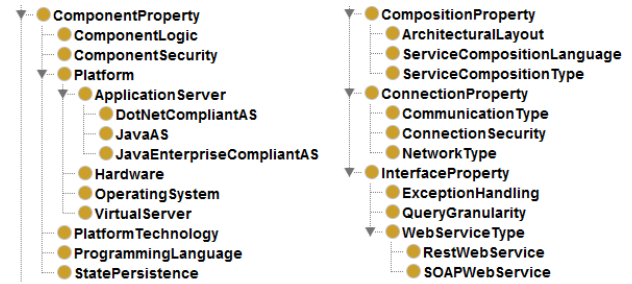 ComponentProperty
ComponentLogic
ComponentSecurity
Platform
ApplicationServer
DotNetCompliantAS
JavaAS
JavaEnterpriseCompliantAS
Hardware
OperatingSystem
VirtualServer
PlatformTechnology
ProgrammingLanguage
StatePersistence
CompositionProperty
ArchitecturalLayout
ServiceCompositionLanguage
ServiceCompositionType
ConnectionProperty
CommunicationType
ConnectionSecurity
NetworkType
InterfaceProperty
ExceptionHandling
QueryGranularity
WebServiceType
RestWebService
SOAPWebService